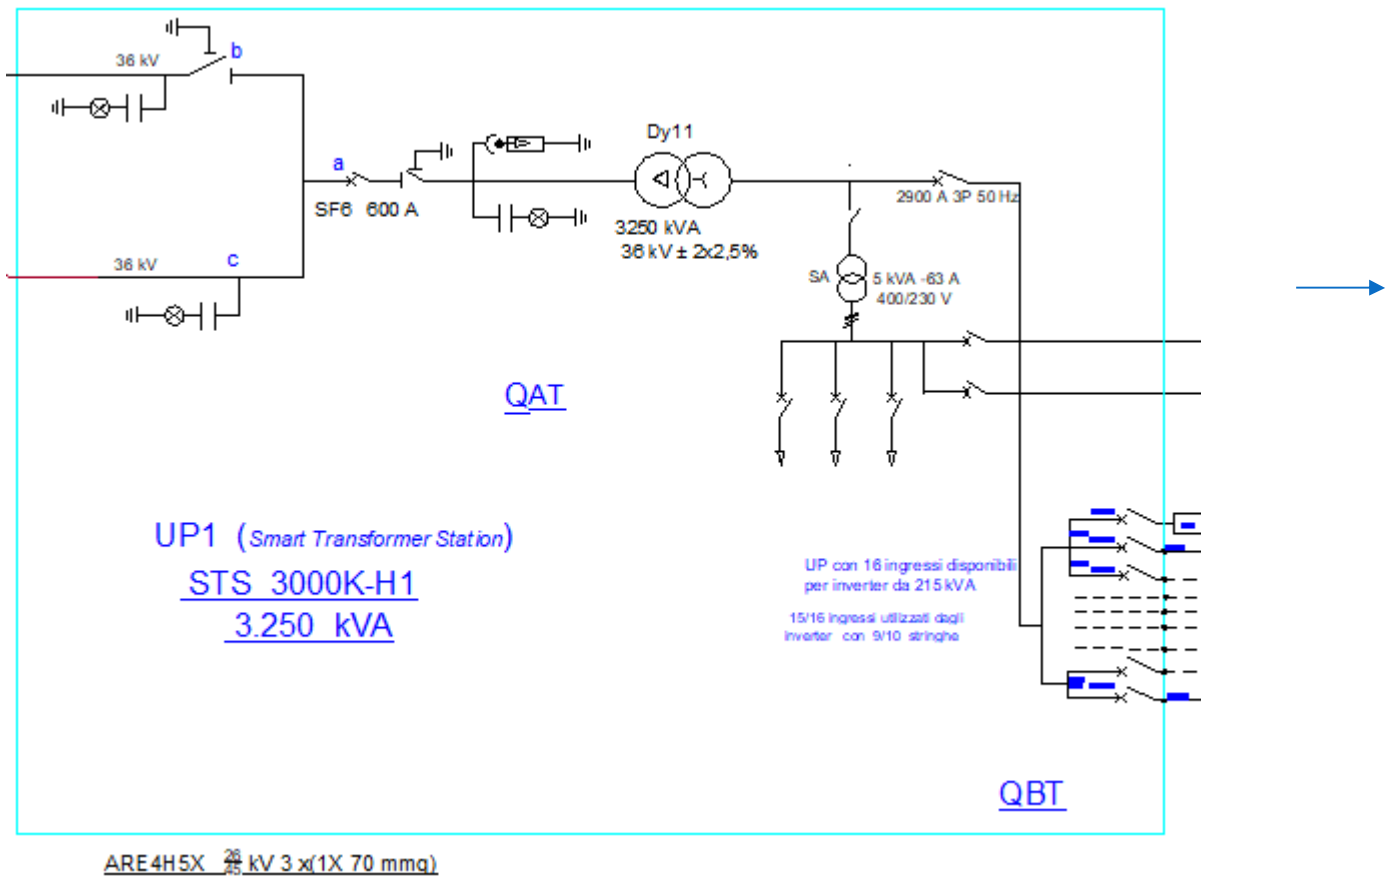 b
36 kV
a
SF6 600 A
36 kV
c
Dy11
3250 kVA
36 kV ± 2x2,5%
2900 A 3P 50 Hz
SA
5 kVA -63 A
400/230 V
QAT
UP1 (Smart Transformer Station)
STS 3000K-H1
3.250 kVA
UP con 16 ingressi disponibili
per inverter da 215 kVA
15/16 ingressi utilizzati dagli
inverter con 9/10 stringhe
QBT
ARE4H5X 26/45 kV 3 x(1X 70 mmq)